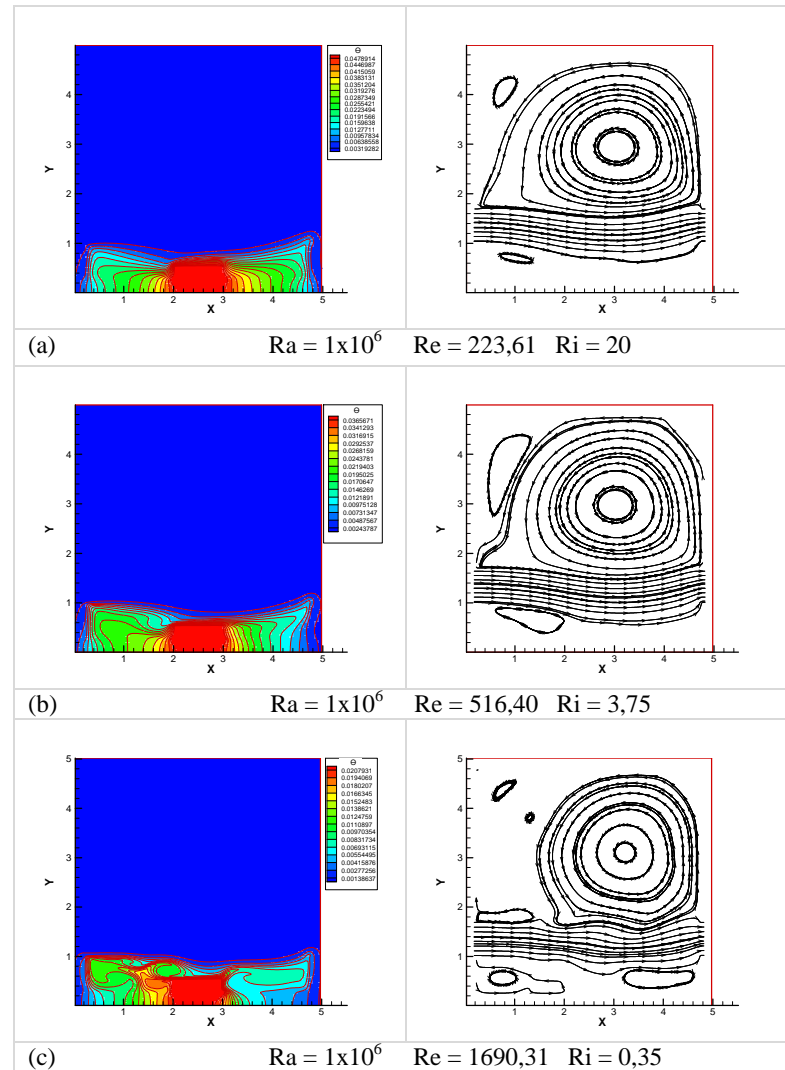 Θ
0.0478914
0.0446987
0.0415059
0.0383131
0.0351204
0.0319276
0.0287349
0.0255421
0.0223494
0.0191566
0.0159638
0.0127711
0.00957834
0.00638558
0.00319282
Y
4
3
2
1
1 2 3 4 5
X
Y
4
3
2
1
1 2 3 4 5
X
(a) Ra = 1x10⁶ Re = 223,61 Ri = 20
Θ
0.0365671
0.0341293
0.0316915
0.0292537
0.0268159
0.0243781
0.0219403
0.0195025
0.0170647
0.0146269
0.0121891
0.00975128
0.00731347
0.00487567
0.00243787
Y
4
3
2
1
1 2 3 4 5
X
Y
4
3
2
1
1 2 3 4 5
X
(b) Ra = 1x10⁶ Re = 516,40 Ri = 3,75
Θ
0.0207931
0.0194069
0.0180207
0.0166345
0.0152483
0.0138621
0.0124759
0.0110897
0.00970354
0.00831734
0.00693115
0.00554495
0.00415876
0.00277256
0.00138637
Y
5
4
3
2
1
1 2 3 4 5
X
Y
5
4
3
2
1
1 2 3 4 5
X
(c) Ra = 1x10⁶ Re = 1690,31 Ri = 0,35